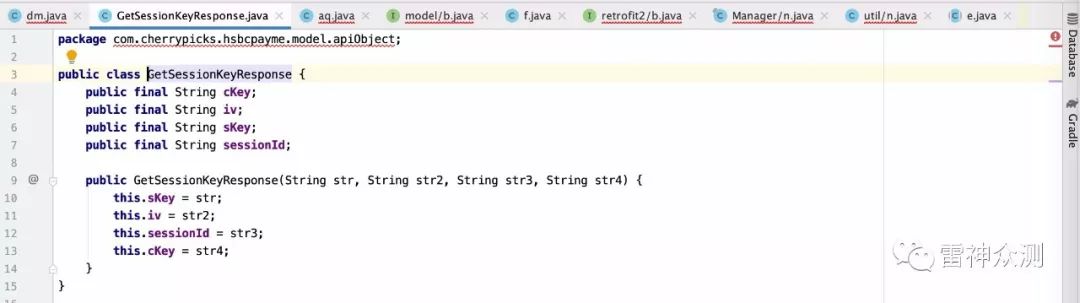 dm.java GetSessionKeyResponse.java aq.java model/b.java f.java retrofit2/b.java Manager/n.java util/n.java e.java
1 package com.cherrypicks.hsbcpayme.model.apiObject;
2
3 public class GetSessionKeyResponse {
4 public final String cKey;
5 public final String iv;
6 public final String sKey;
7 public final String sessionId;
8
9 @ public GetSessionKeyResponse(String str, String str2, String str3, String str4) {
10 this.sKey = str;
11 this.iv = str2;
12 this.sessionId = str3;
13 this.cKey = str4;
14 }
15 }
Database
Gradle
雷神众测